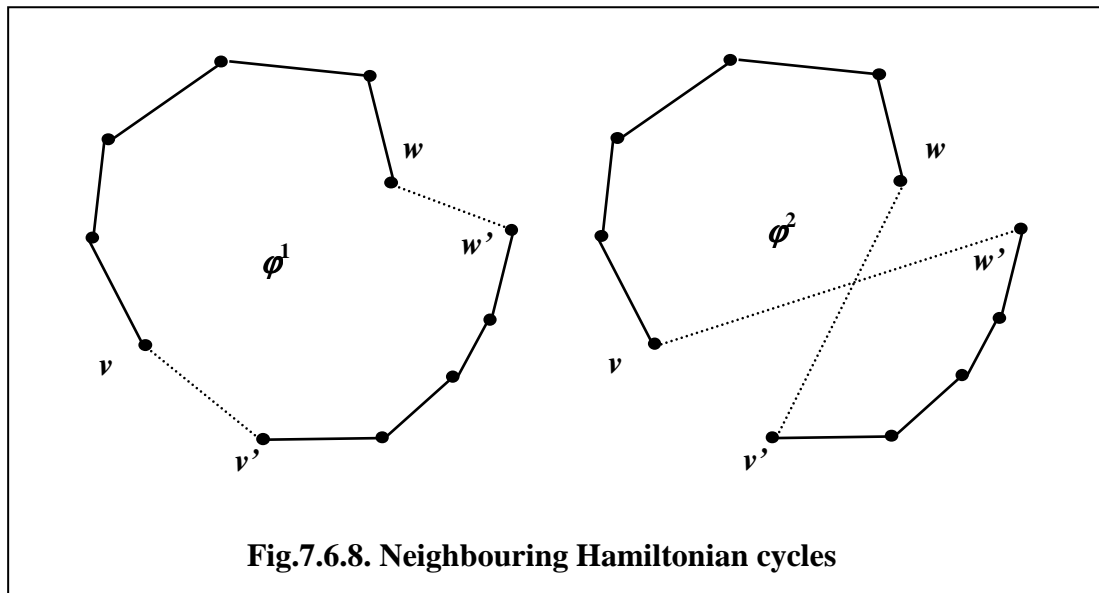 w
w'
φ¹
v
v'
w
w'
φ²
v
v'
Fig.7.6.8. Neighbouring Hamiltonian cycles